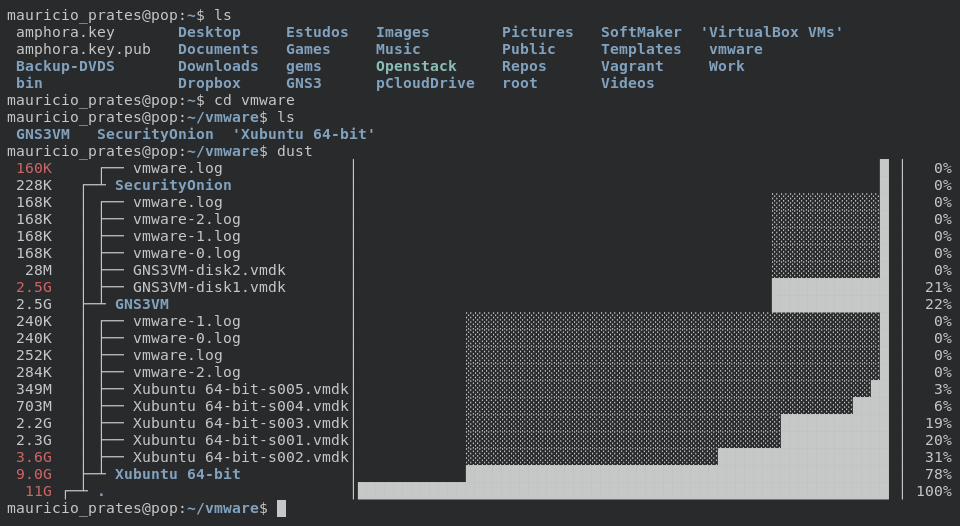 mauricio_prates@pop:~$ ls
amphora.key Desktop Estudos Images Pictures SoftMaker 'VirtualBox VMs'
amphora.key.pub Documents Games Music Public Templates vmware
Backup-DVDS Downloads gems Openstack Repos Vagrant Work
bin Dropbox GNS3 pCloudDrive root Videos
mauricio_prates@pop:~$ cd vmware
mauricio_prates@pop:~/vmware$ ls
GNS3VM SecurityOnion 'Xubuntu 64-bit'
mauricio_prates@pop:~/vmware$ dust
160K vmware.log 0%
228K SecurityOnion 0%
168K vmware.log 0%
168K vmware-2.log 0%
168K vmware-1.log 0%
168K vmware-0.log 0%
28M GNS3VM-disk2.vmdk 0%
2.5G GNS3VM-disk1.vmdk 21%
2.5G GNS3VM 22%
240K vmware-1.log 0%
240K vmware-0.log 0%
252K vmware.log 0%
284K vmware-2.log 0%
349M Xubuntu 64-bit-s005.vmdk 3%
703M Xubuntu 64-bit-s004.vmdk 6%
2.2G Xubuntu 64-bit-s003.vmdk 19%
2.3G Xubuntu 64-bit-s001.vmdk 20%
3.6G Xubuntu 64-bit-s002.vmdk 31%
9.0G Xubuntu 64-bit 78%
11G . 100%
mauricio_prates@pop:~/vmware$